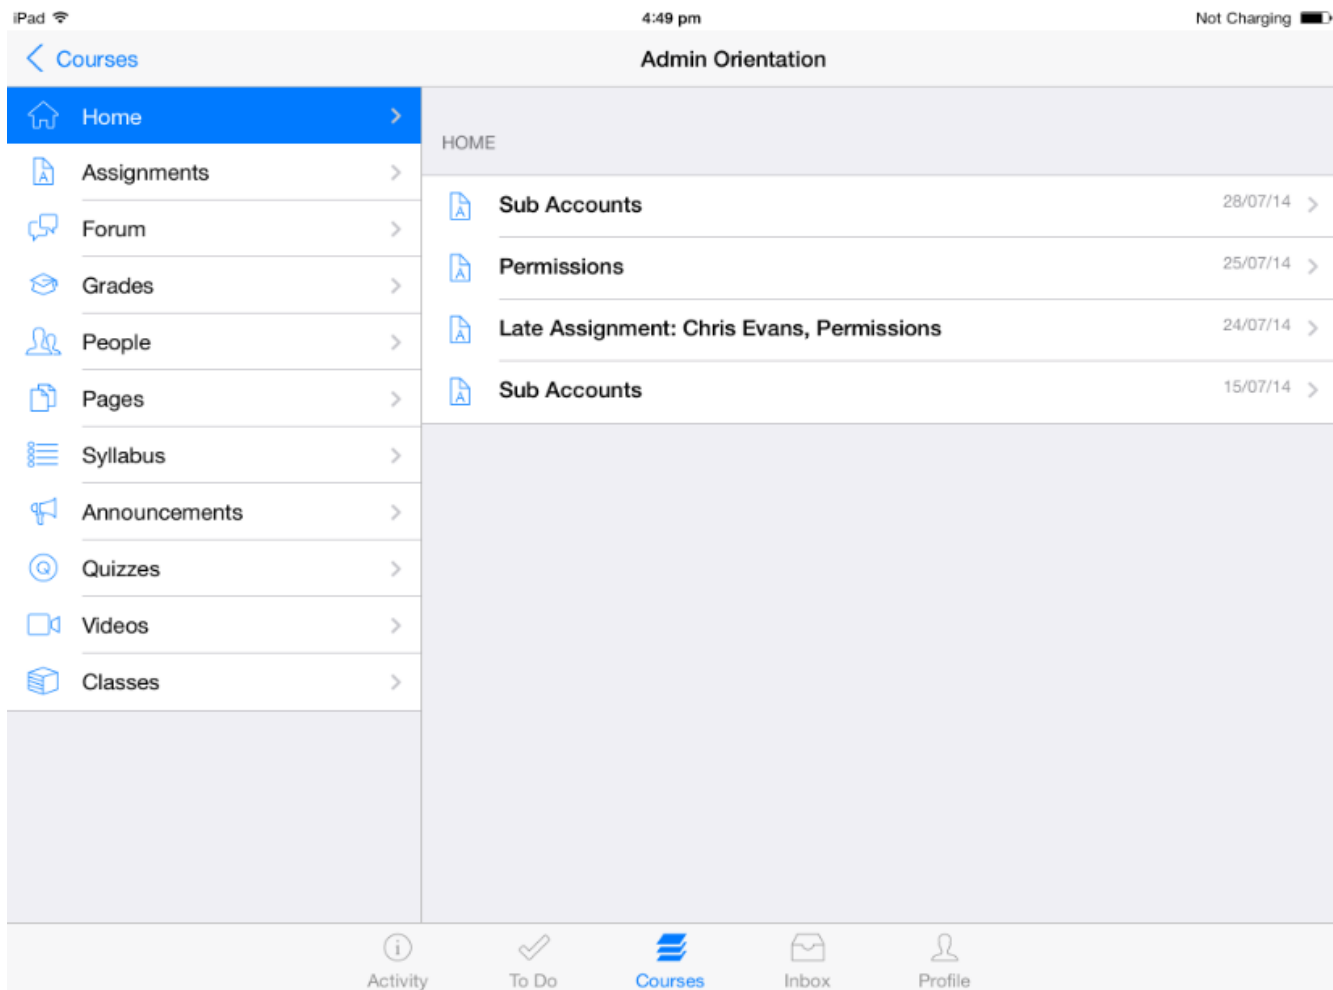 iPad 4:49 pm Not Charging
Courses Admin Orientation
Home
Assignments
Forum
Grades
People
Pages
Syllabus
Announcements
Quizzes
Videos
Classes
HOME
Sub Accounts 28/07/14
Permissions 25/07/14
Late Assignment: Chris Evans, Permissions 24/07/14
Sub Accounts 15/07/14
Activity To Do Courses Inbox Profile